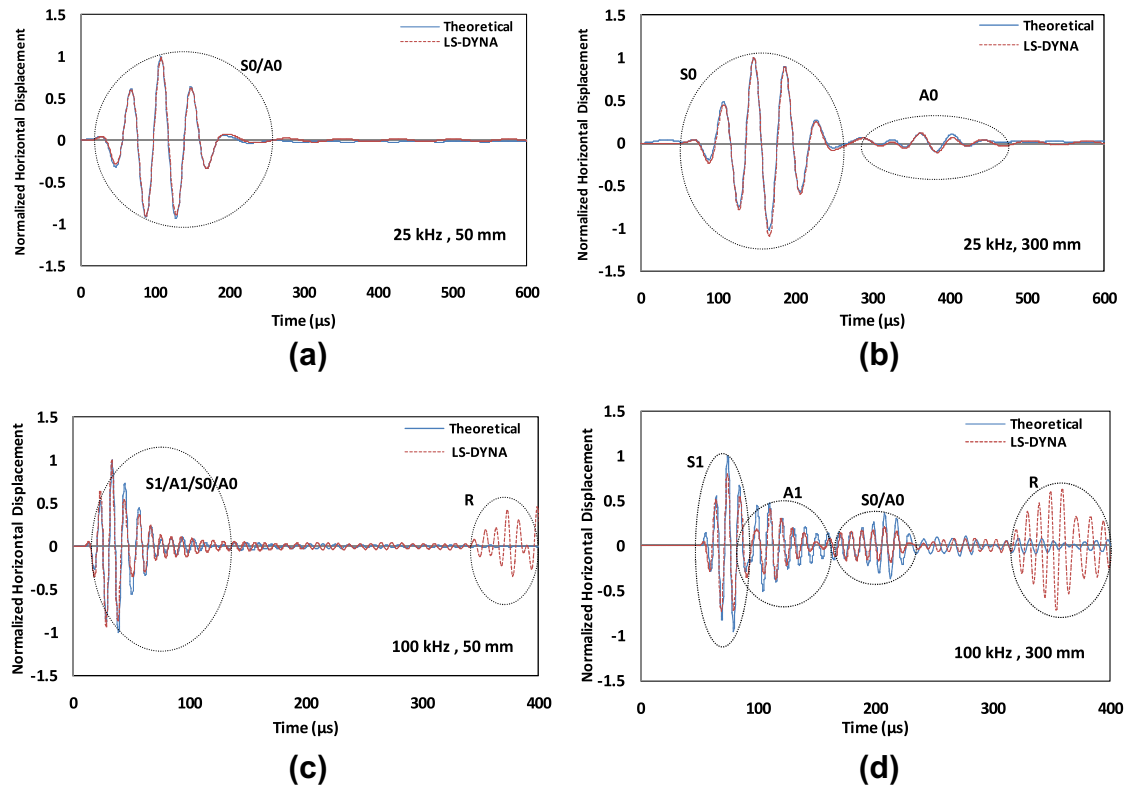 Normalized Horizontal Displacement
1.5
1
0.5
0
-0.5
-1
-1.5
Theoretical
LS-DYNA
S0/A0
25 kHz , 50 mm
0 100 200 300 400 500 600
Time (µs)
(a)
Normalized Horizontal Displacement
1.5
1
0.5
0
-0.5
-1
-1.5
Theoretical
LS-DYNA
S0
A0
25 kHz, 300 mm
0 100 200 300 400 500 600
Time (µs)
(b)
Normalized Horizontal Displacement
1.5
1
0.5
0
-0.5
-1
-1.5
Theoretical
LS-DYNA
S1/A1/S0/A0
R
100 kHz , 50 mm
0 100 200 300 400
Time (µs)
(c)
Normalized Horizontal Displacement
1.5
1
0.5
0
-0.5
-1
-1.5
Theoretical
LS-DYNA
S1
A1
S0/A0
R
100 kHz , 300 mm
0 100 200 300 400
Time (µs)
(d)